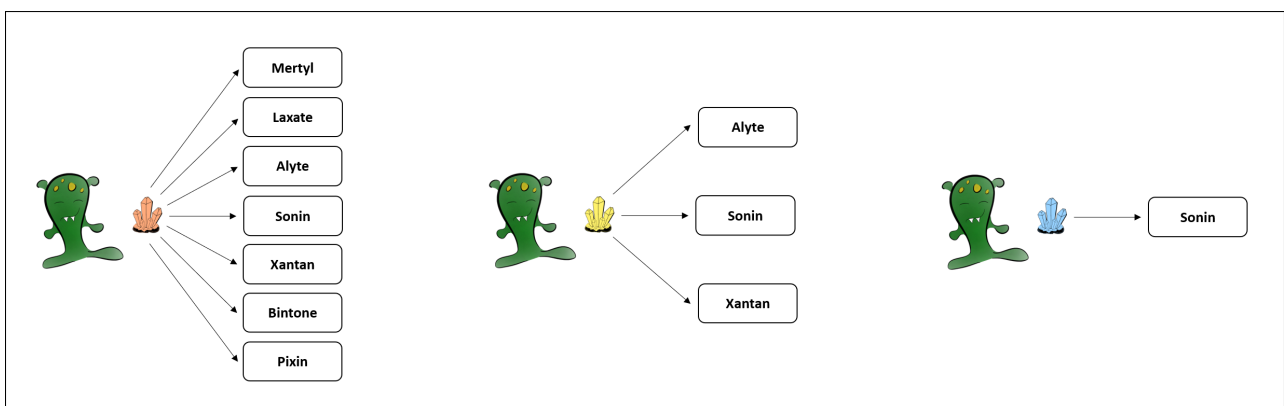 Mertyl
Laxate
Alyte
Sonin
Xantan
Bintone
Pixin
Alyte
Sonin
Xantan
Sonin